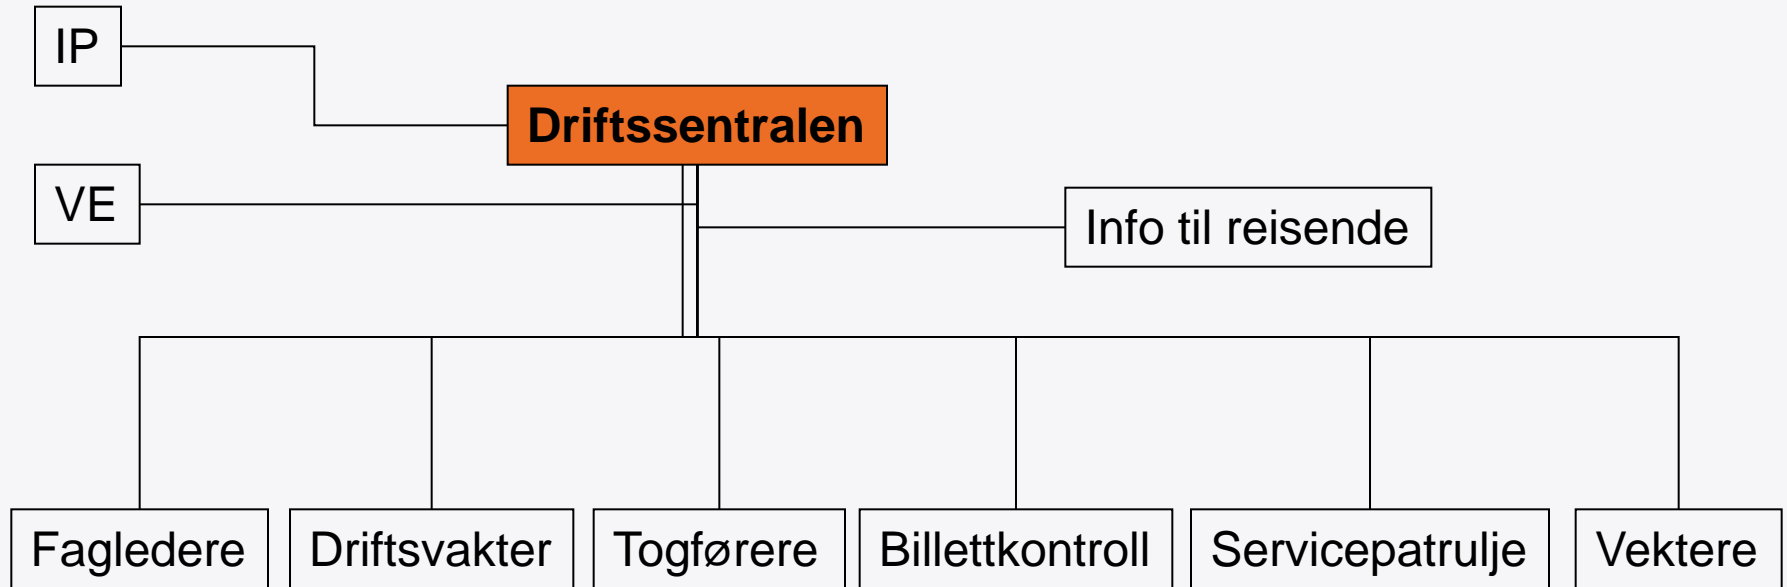 IP
Driftssentralen
VE
Info til reisende
Fagledere
Driftsvakter
Togførere
Billettkontroll
Servicepatrulje
Vektere